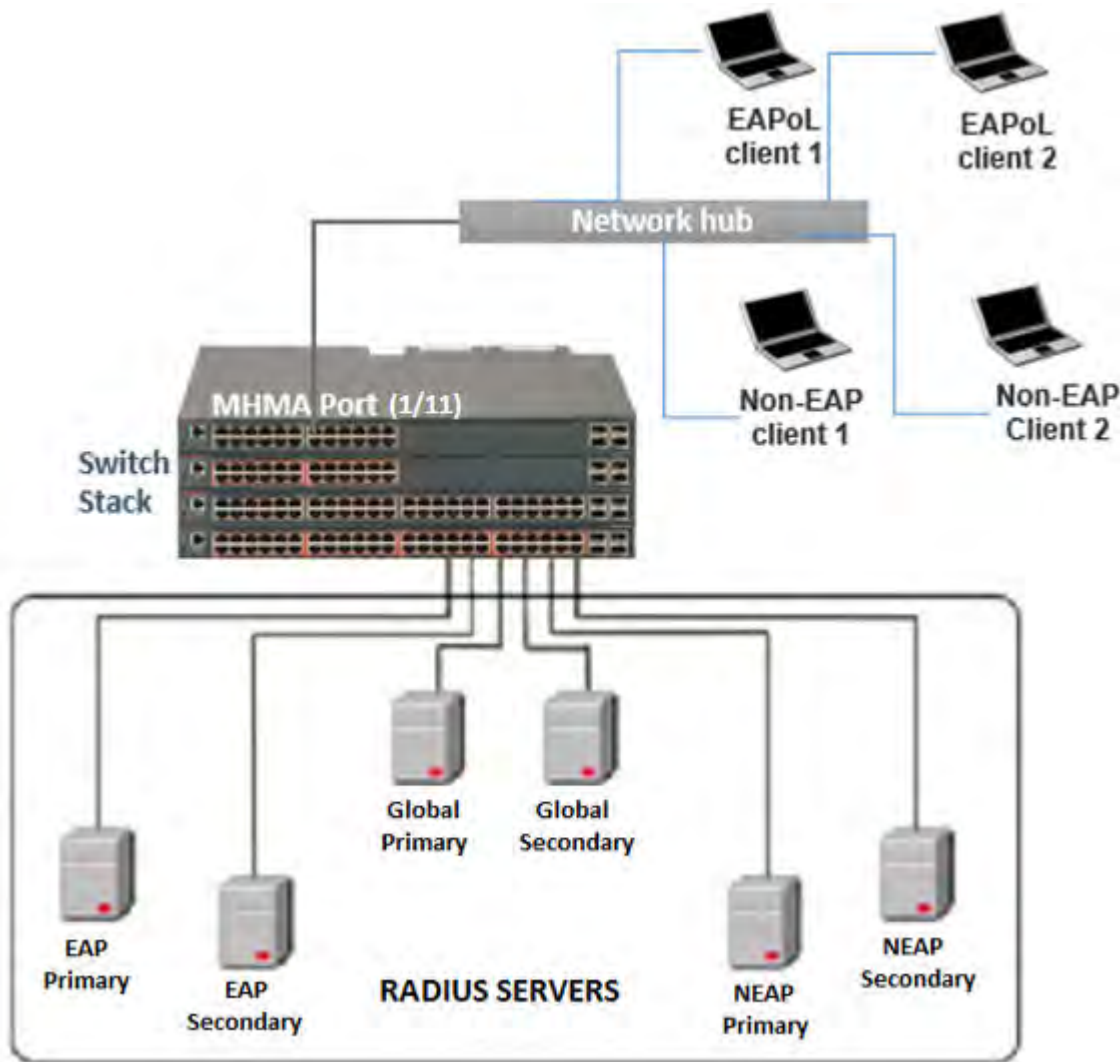 EAPoL
client 1
EAPoL
client 2
Network hub
Non-EAP
client 1
Non-EAP
Client 2
MHMA Port (1/11)
Switch
Stack
Global
Primary
Global
Secondary
EAP
Primary
EAP
Secondary
RADIUS SERVERS
NEAP
Primary
NEAP
Secondary